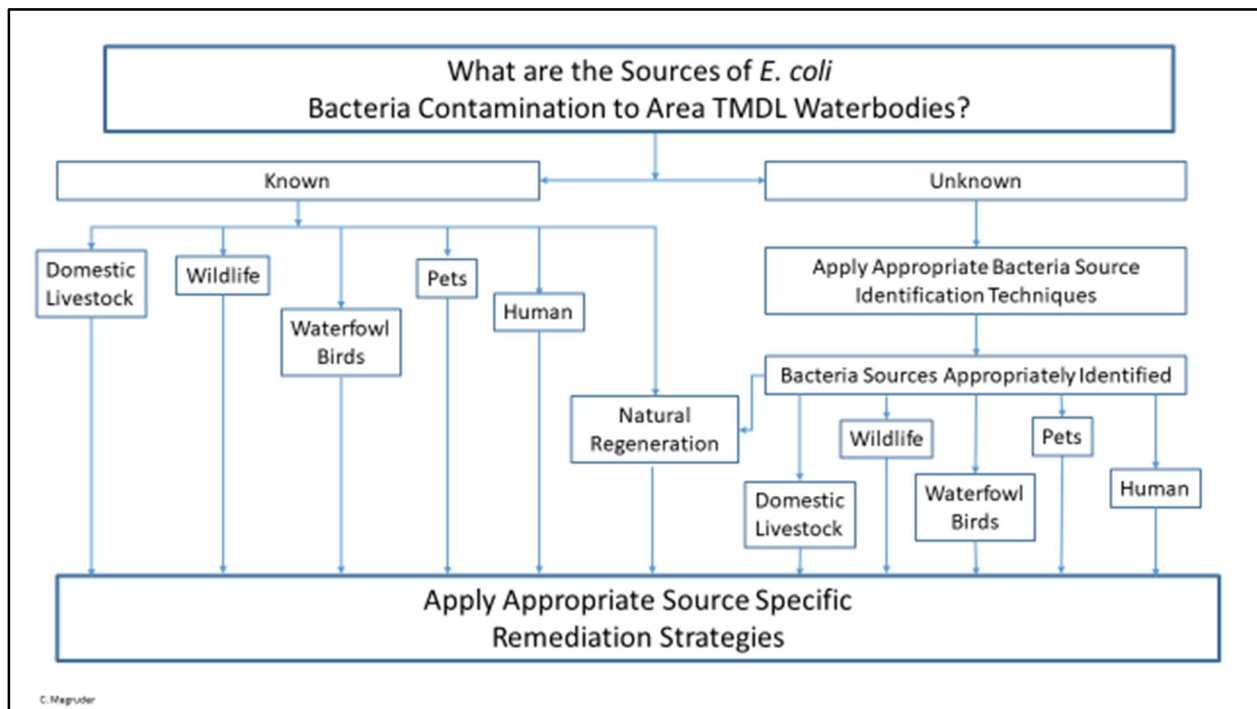 What are the Sources of E. coli
Bacteria Contamination to Area TMDL Waterbodies?
Known
Unknown
Domestic
Livestock
Wildlife
Waterfowl
Birds
Pets
Human
Natural
Regeneration
Apply Appropriate Bacteria Source
Identification Techniques
Bacteria Sources Appropriately Identified
Domestic
Livestock
Wildlife
Waterfowl
Birds
Pets
Human
Apply Appropriate Source Specific
Remediation Strategies
C. Magruder